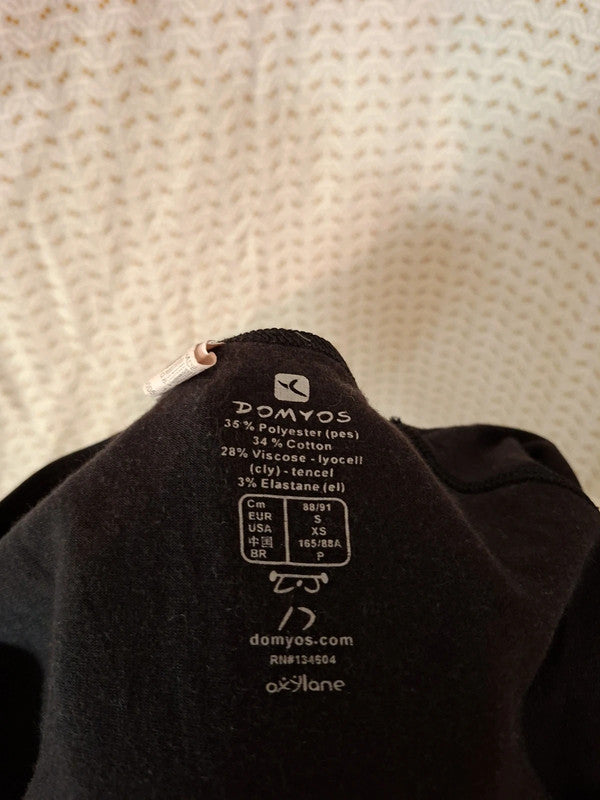 DOMYOS
35 % Polyester (pes)
34 % Cotton
28% Viscose - lyocell
(cly) - tencel
3% Elastane (el)
Cm 88/91
EUR S
USA XS
中国 165/88A
BR P
17
domyos.com
RN#134604
oxylane